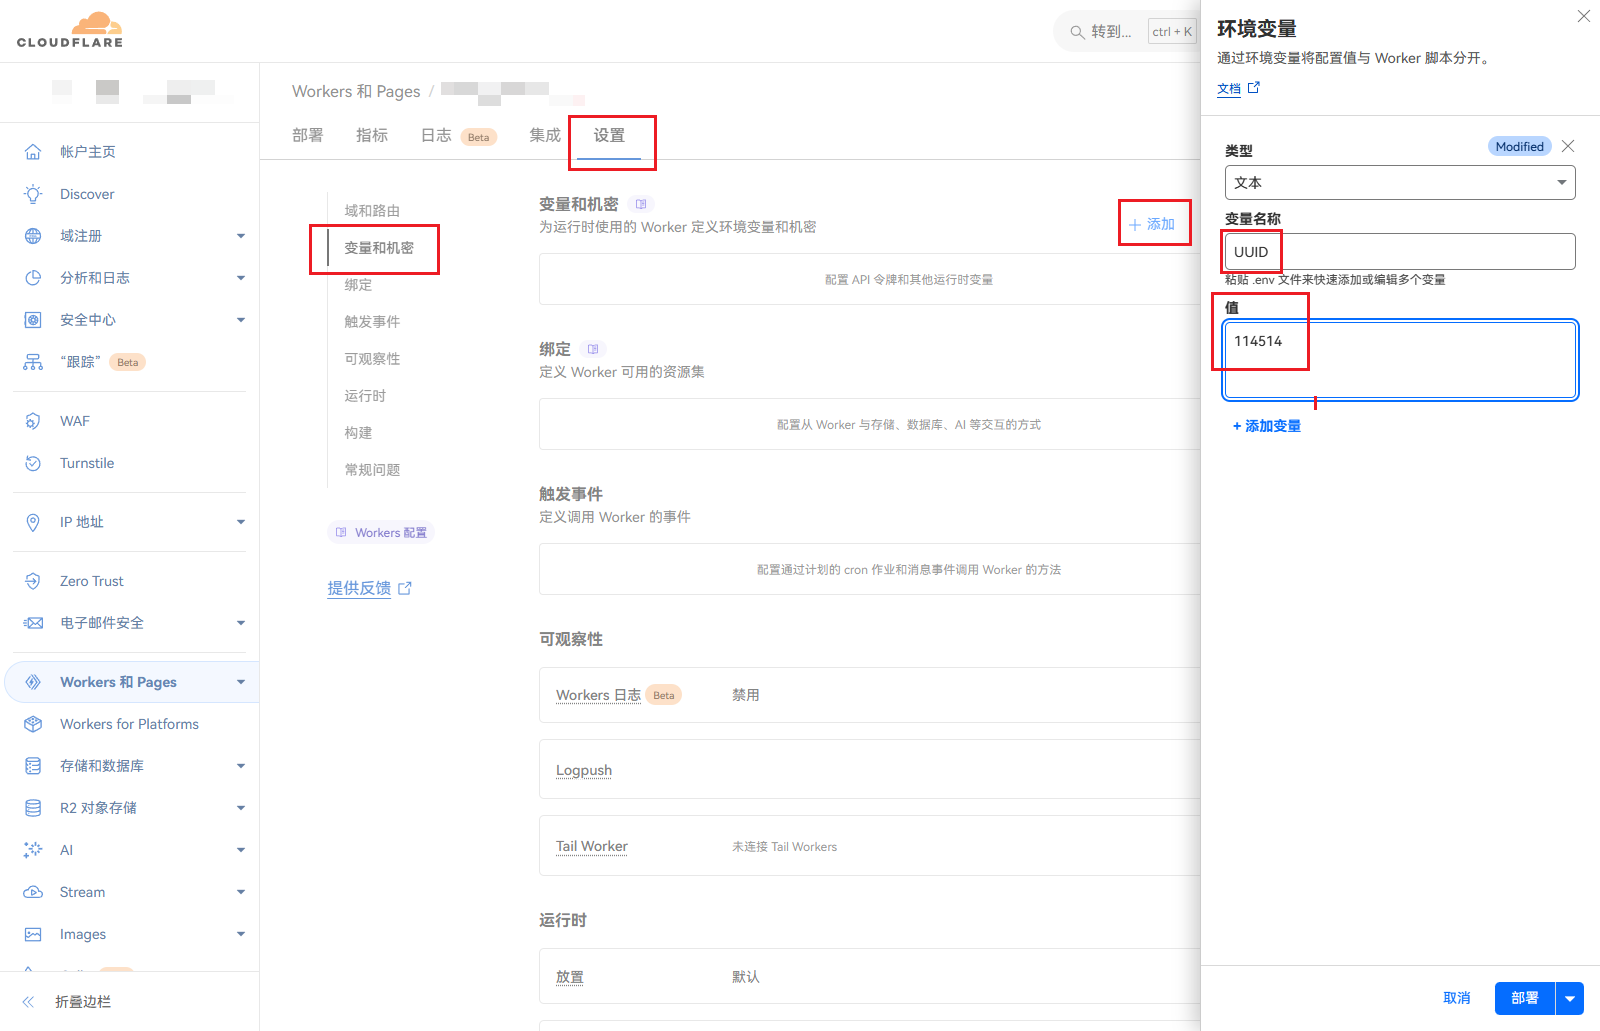 CLOUDFLARE
转到...
ctrl + K
帐户主页
Discover
域注册
分析和日志
安全中心
“跟踪” Beta
WAF
Turnstile
IP 地址
Zero Trust
电子邮件安全
Workers 和 Pages
Workers for Platforms
存储和数据库
R2 对象存储
AI
Stream
Images
折叠边栏
Workers 和 Pages /
部署
指标
日志 Beta
集成
设置
域和路由
变量和机密
绑定
触发事件
可观察性
运行时
构建
常规问题
Workers 配置
提供反馈
变量和机密
为运行时使用的 Worker 定义环境变量和机密
添加
配置 API 令牌和其他运行时变量
绑定
定义 Worker 可用的资源集
配置从 Worker 与存储、数据库、AI 等交互的方式
触发事件
定义调用 Worker 的事件
配置通过计划的 cron 作业和消息事件调用 Worker 的方法
可观察性
Workers 日志 Beta 禁用
Logpush
Tail Worker 未连接 Tail Workers
运行时
放置 默认
环境变量
通过环境变量将配置值与 Worker 脚本分开。
文档
类型
Modified
文本
变量名称
UUID
粘贴 .env 文件来快速添加或编辑多个变量
值
114514
+ 添加变量
取消
部署